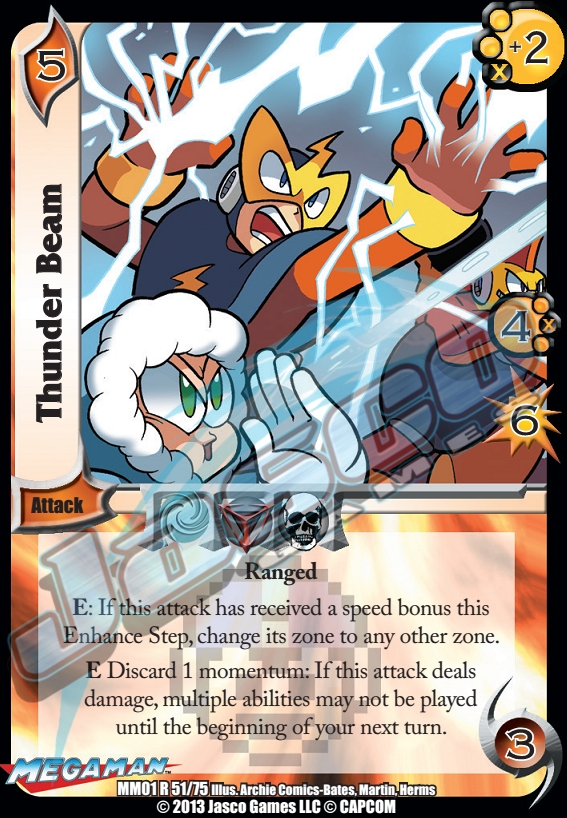 5
+2
X
Thunder Beam
4
X
6
Attack
JASCO
GAMES
Ranged
E: If this attack has received a speed bonus this
Enhance Step, change its zone to any other zone.
E Discard 1 momentum: If this attack deals
damage, multiple abilities may not be played
until the beginning of your next turn.
3
MEGAMAN™
MM01 R 51/75 Illus. Archie Comics-Bates, Martin, Herms
© 2013 Jasco Games LLC © CAPCOM